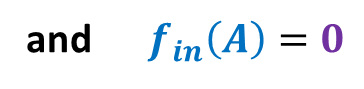 and f_in(A) = 0